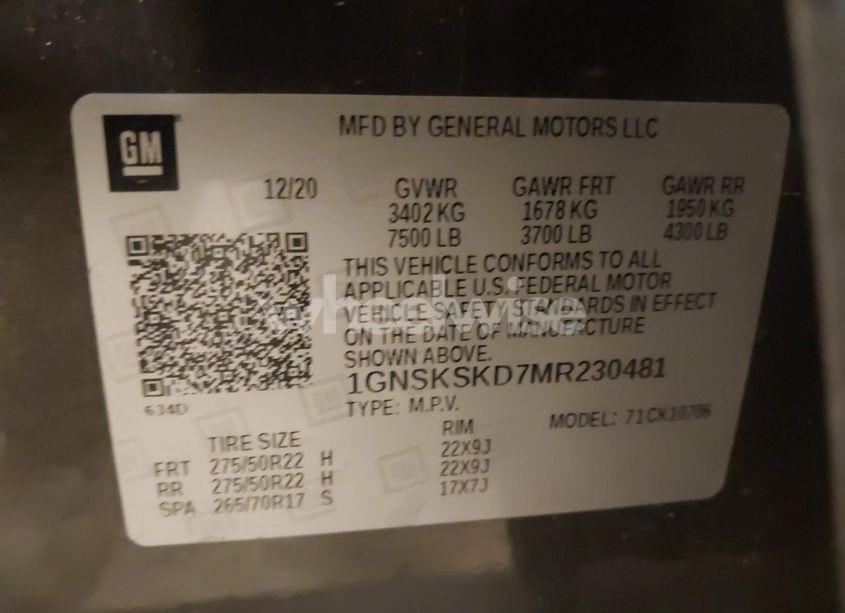 GM
MFD BY GENERAL MOTORS LLC
12/20 GVWR GAWR FRT GAWR RR
3402 KG 1678 KG 1950 KG
7500 LB 3700 LB 4300 LB
THIS VEHICLE CONFORMS TO ALL
APPLICABLE U.S. FEDERAL MOTOR
VEHICLE SAFETY STANDARDS IN EFFECT
ON THE DATE OF MANUFACTURE
SHOWN ABOVE.
1GNSKSKD7MR230481
634D
TYPE: M.P.V. MODEL: 71CK10706
TIRE SIZE RIM
FRT 275/50R22 H 22X9J
RR 275/50R22 H 22X9J
SPA 265/70R17 S 17X7J